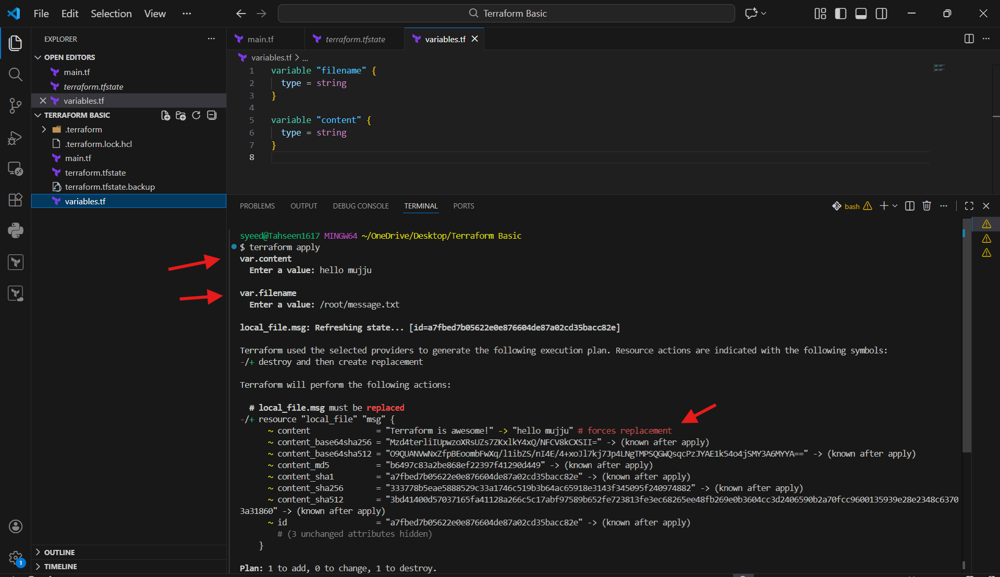 File Edit Selection View ··· Terraform Basic
EXPLORER
OPEN EDITORS
main.tf
terraform.tfstate
variables.tf
TERRAFORM BASIC
.terraform
.terraform.lock.hcl
main.tf
terraform.tfstate
terraform.tfstate.backup
variables.tf
OUTLINE
TIMELINE
1
main.tf terraform.tfstate variables.tf
variables.tf > ...
1 variable "filename" {
2 type = string
3 }
4
5 variable "content" {
6 type = string
7 }
8
PROBLEMS OUTPUT DEBUG CONSOLE TERMINAL PORTS bash
syeed@Tahseen1617 MINGW64 ~/OneDrive/Desktop/Terraform Basic
$ terraform apply
var.content
Enter a value: hello mujju
var.filename
Enter a value: /root/message.txt
local_file.msg: Refreshing state... [id=a7fbed7b05622e0e876604de87a02cd35bacc82e]
Terraform used the selected providers to generate the following execution plan. Resource actions are indicated with the following symbols:
-/+ destroy and then create replacement
Terraform will perform the following actions:
# local_file.msg must be replaced
-/+ resource "local_file" "msg" {
~ content = "Terraform is awesome!" -> "hello mujju" # forces replacement
~ content_base64sha256 = "Mzd4terliIUpwzoXRsUZs7ZKxlkY4xQ/NFCV8kCXSII=" -> (known after apply)
~ content_base64sha512 = "O9QUANVwNxZfpBEoombFwXq/l1ibZS/nI4E/4+xoJl7kj7Jp4LNgTMPSQGWQsqcPzJYAE1k54o4jSMY3A6MYYA==" -> (known after apply)
~ content_md5 = "b6497c83a2be868ef22397f41290d449" -> (known after apply)
~ content_sha1 = "a7fbed7b05622e0e876604de87a02cd35bacc82e" -> (known after apply)
~ content_sha256 = "333778b5eae5888529c33a1746c519b3b64ac65918e3143f345095f240974882" -> (known after apply)
~ content_sha512 = "3bd41400d57037165fa41128a266c5c17abf97589b652fe723813fe3ec68265ee48fb269e0b3604cc3d2406590b2a70fcc9600135939e28e2348c6370
3a31860" -> (known after apply)
~ id = "a7fbed7b05622e0e876604de87a02cd35bacc82e" -> (known after apply)
# (3 unchanged attributes hidden)
}
Plan: 1 to add, 0 to change, 1 to destroy.